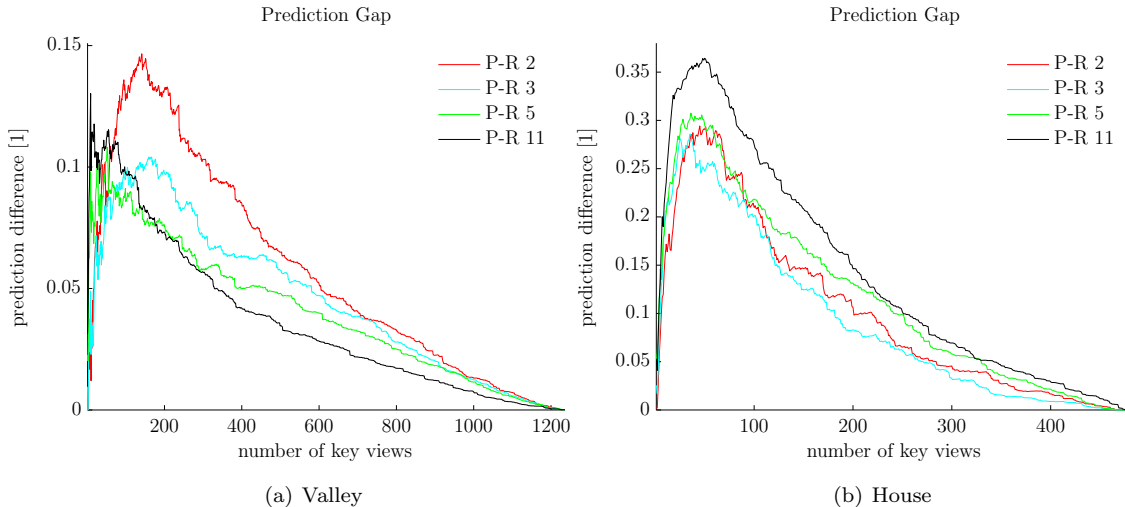 Prediction Gap
0.15
0.1
0.05
0
prediction difference [1]
P-R 2
P-R 3
P-R 5
P-R 11
200
400
600
800
1000
1200
number of key views
(a) Valley
Prediction Gap
0.35
0.3
0.25
0.2
0.15
0.1
0.05
0
prediction difference [1]
P-R 2
P-R 3
P-R 5
P-R 11
100
200
300
400
number of key views
(b) House